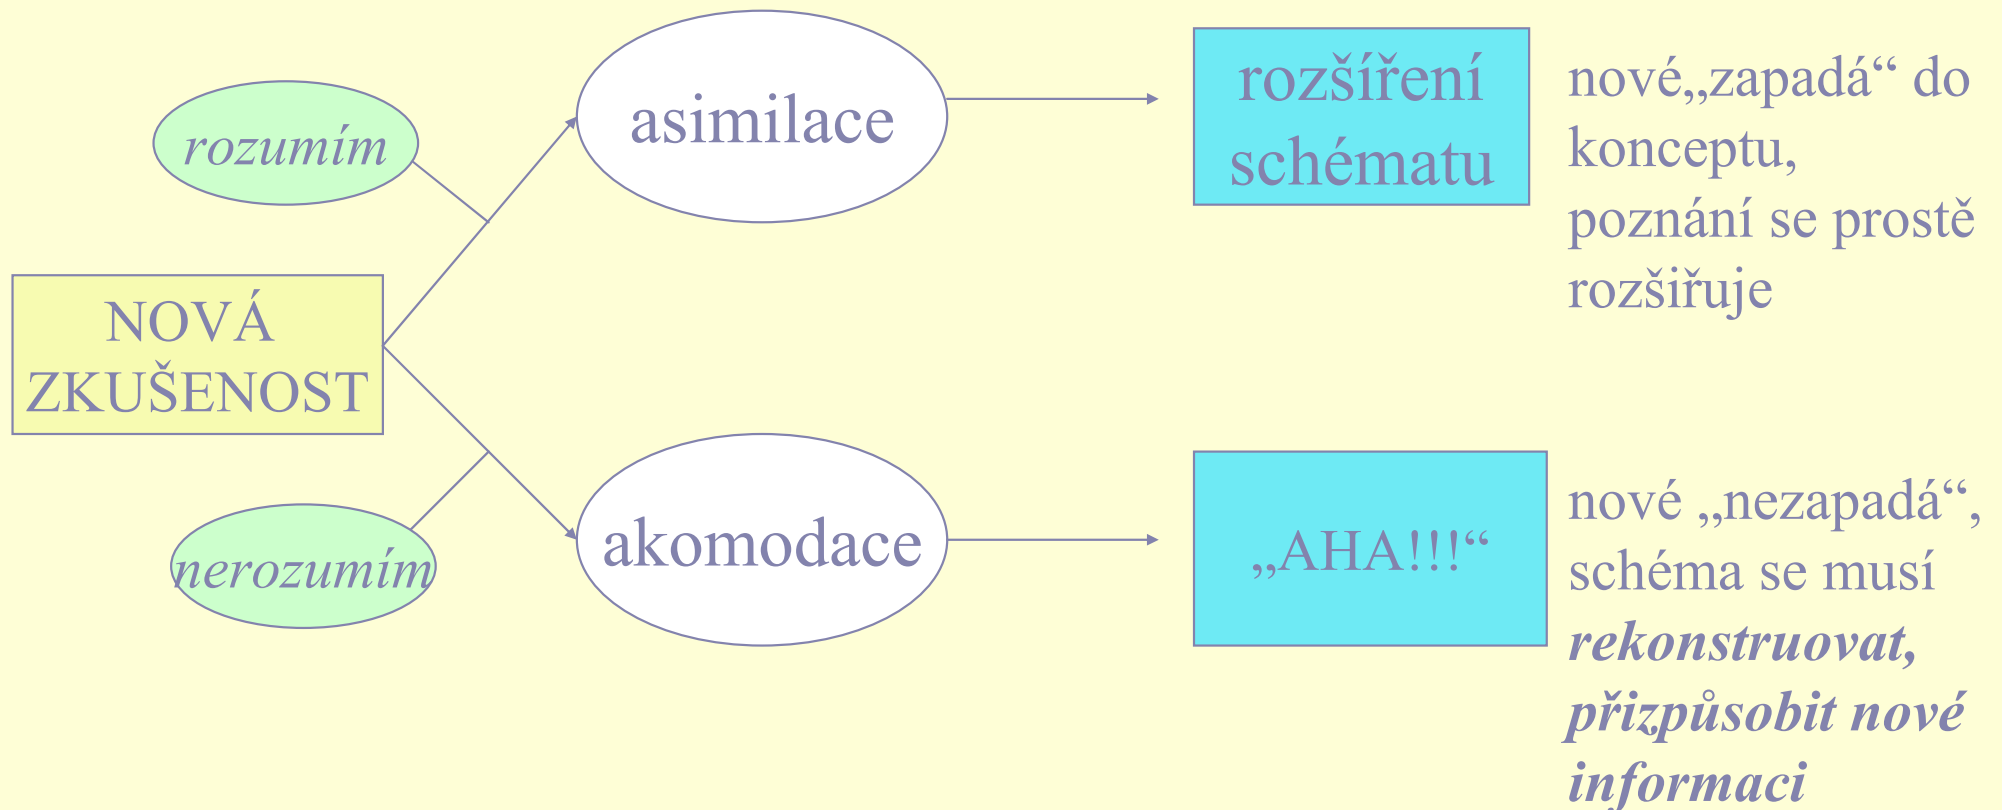 rozumím
asimilace
rozšíření
schématu
nové„zapadá“ do
konceptu,
poznání se prostě
rozšiřuje
NOVÁ
ZKUŠENOST
nerozumím
akomodace
„AHA!!!“
nové „nezapadá“,
schéma se musí
rekonstruovat,
přizpůsobit nové
informaci